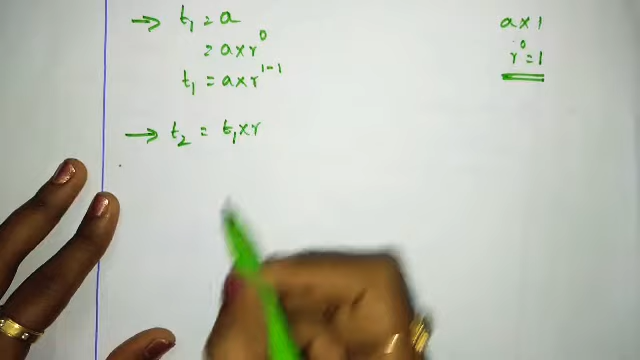 → t₁ = a
= a×r⁰
t₁ = a×r¹⁻¹
→ t₂ = t₁×r
a×1
r⁰=1